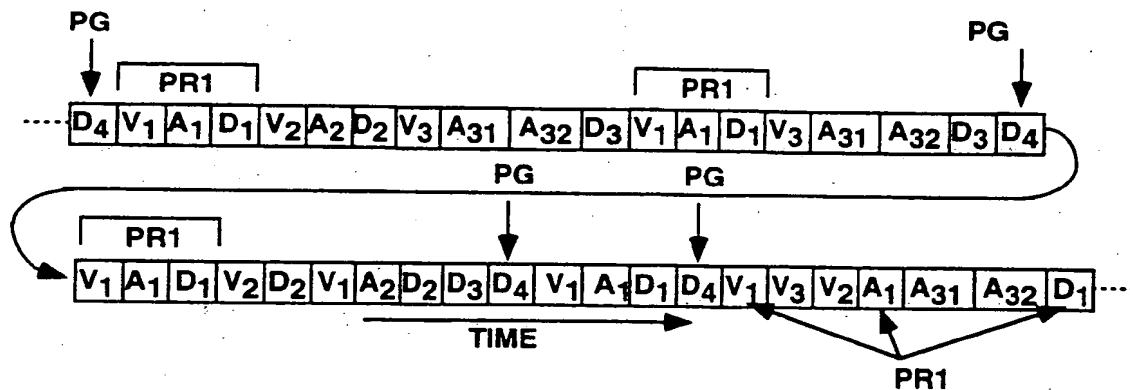 PG PG
PR1 PR1
D4 V1 A1 D1 V2 A2 D2 V3 A31 A32 D3 V1 A1 D1 V3 A31 A32 D3 D4
PG PG
PR1
V1 A1 D1 V2 D2 V1 A2 D2 D3 D4 V1 A1 D1 D4 V1 V3 V2 A1 A31 A32 D1
TIME
PR1